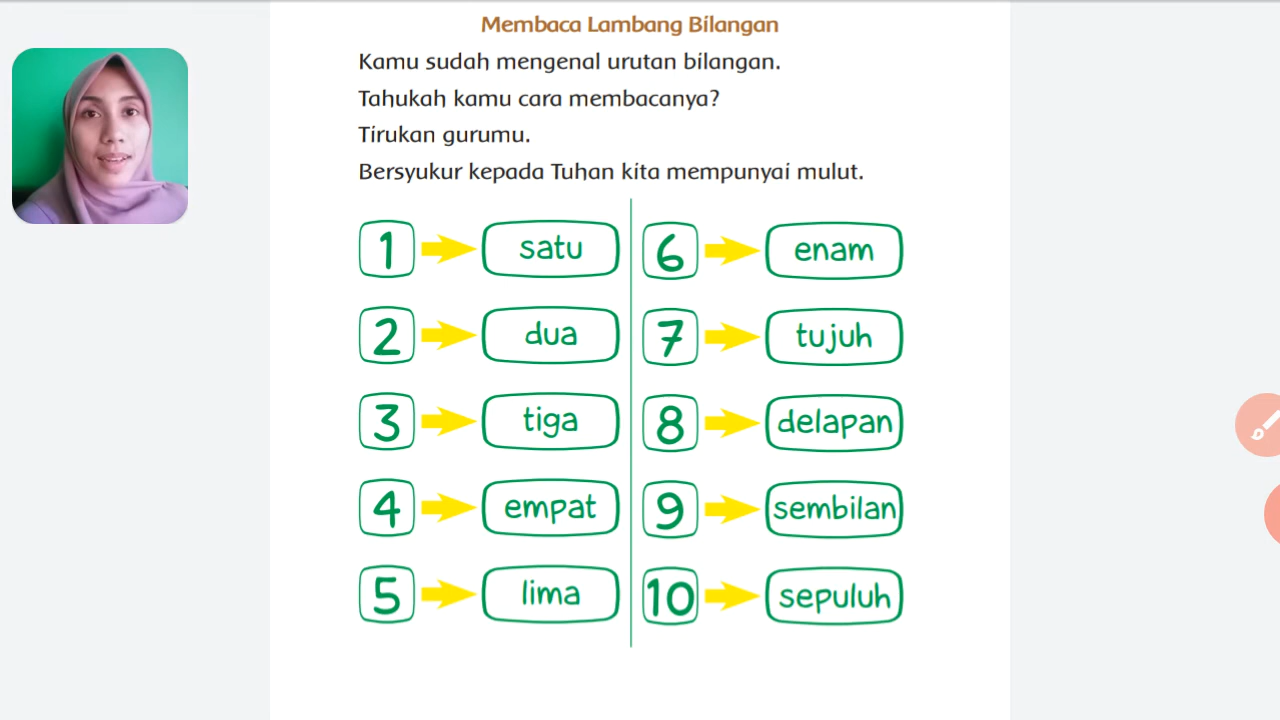 Membaca Lambang Bilangan
Kamu sudah mengenal urutan bilangan.
Tahukah kamu cara membacanya?
Tirukan gurumu.
Bersyukur kepada Tuhan kita mempunyai mulut.
1 satu
2 dua
3 tiga
4 empat
5 lima
6 enam
7 tujuh
8 delapan
9 sembilan
10 sepuluh